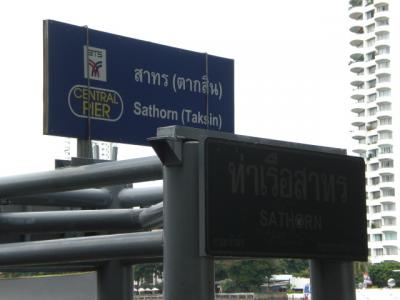 BTS
สาทร (ตากสิน)
CENTRAL
PIER
Sathorn (Taksin)
ท่าเรือสาทร
SATHORN